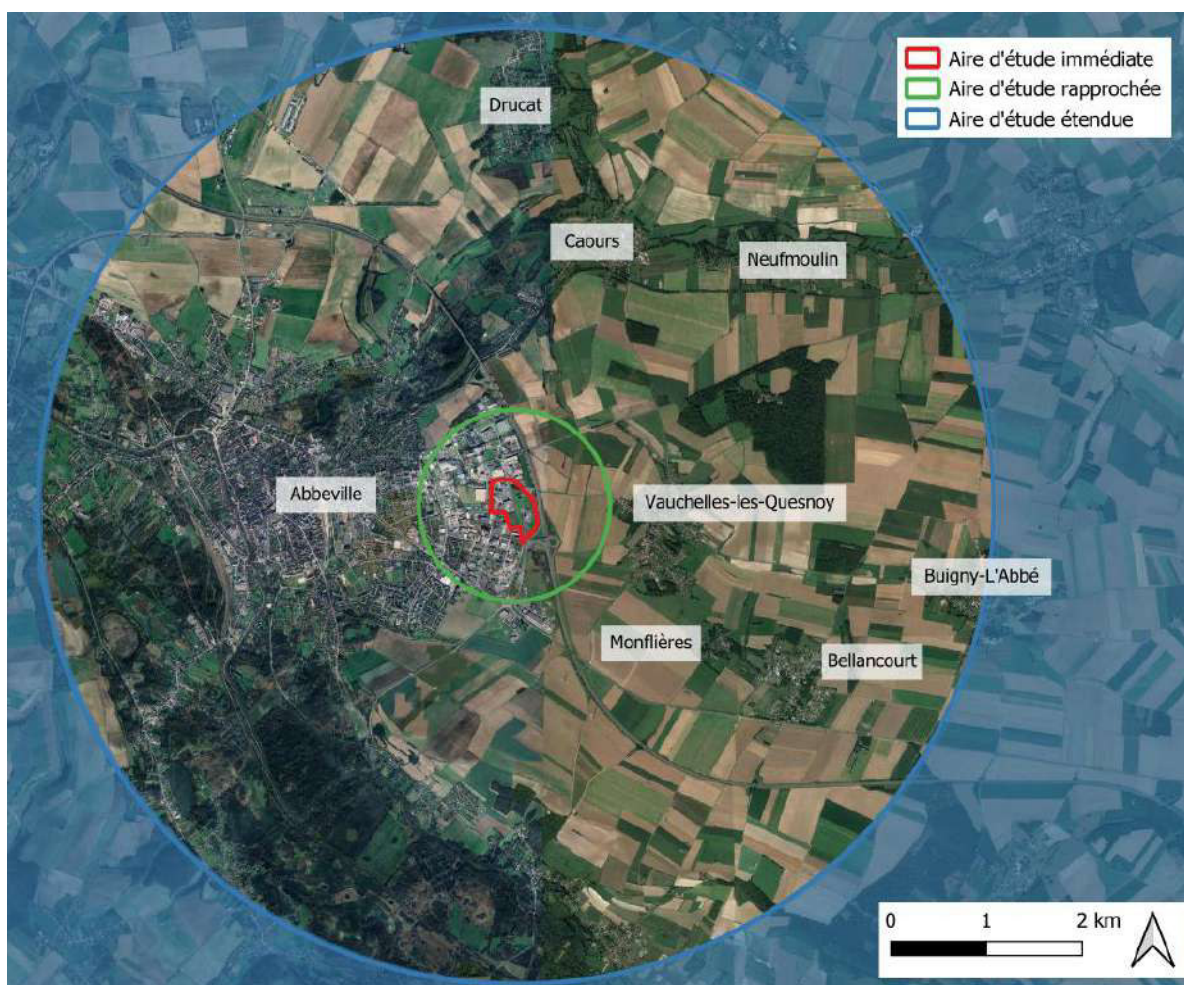 Aire d'étude immédiate
Aire d'étude rapprochée
Aire d'étude étendue
Drucat
Caours
Neufmoulin
Abbeville
Vauchelles-les-Quesnoy
Buigny-L'Abbé
Monflières
Bellancourt
0 1 2 km